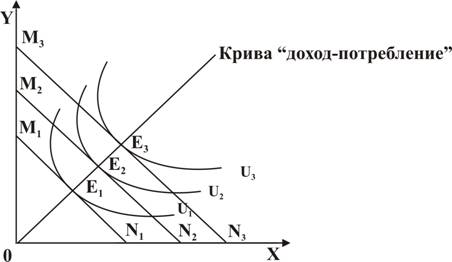 Y
M3
Крива “доход-потребление”
M2
M1
E3
E2
U3
E1
U2
U1
0
N1
N2
N3
X